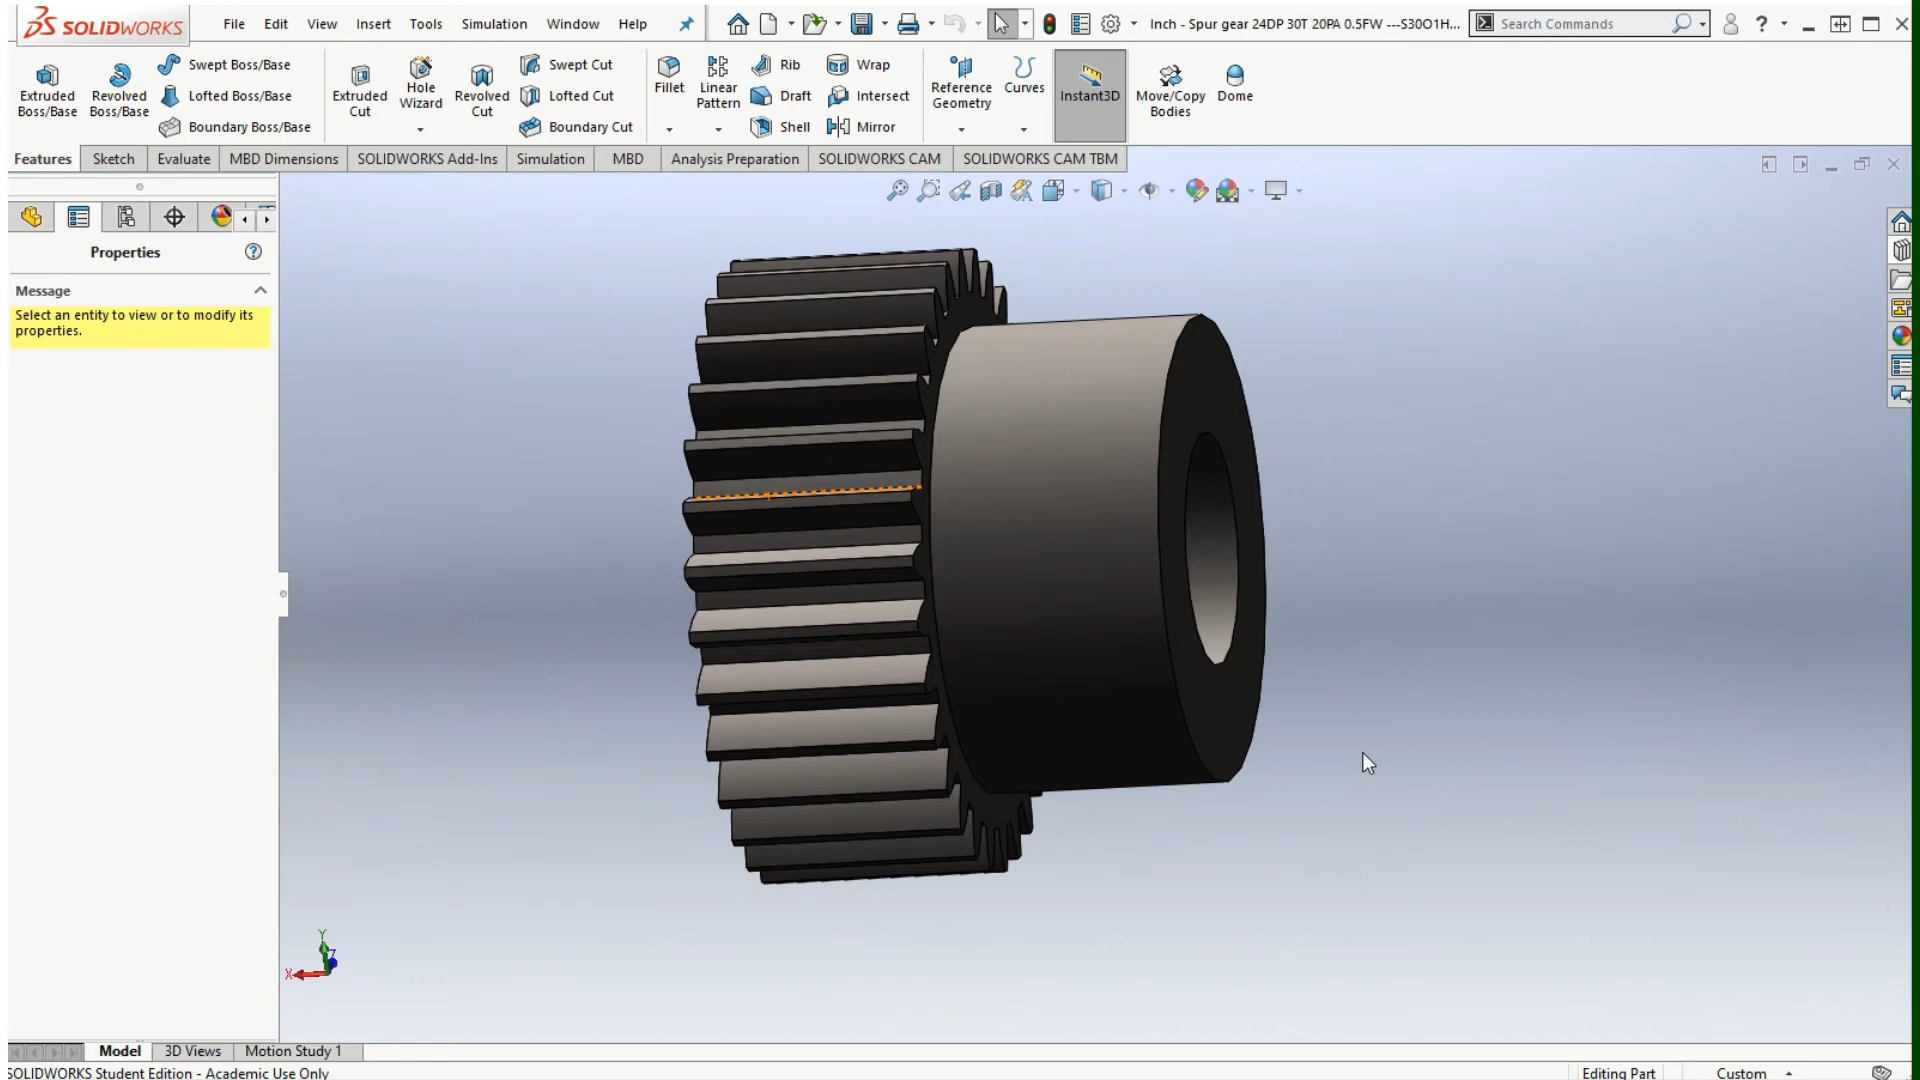 SOLIDWORKS File Edit View Insert Tools Simulation Window Help Inch - Spur gear 24DP 30T 20PA 0.5FW ---S30O1H... Search Commands ?
Extruded Boss/Base
Revolved Boss/Base
Swept Boss/Base
Lofted Boss/Base
Boundary Boss/Base
Extruded Cut
Hole Wizard
Revolved Cut
Swept Cut
Lofted Cut
Boundary Cut
Fillet
Linear Pattern
Rib
Draft
Shell
Wrap
Intersect
Mirror
Reference Geometry
Curves
Instant3D
Move/Copy Bodies
Dome
Features Sketch Evaluate MBD Dimensions SOLIDWORKS Add-Ins Simulation MBD Analysis Preparation SOLIDWORKS CAM SOLIDWORKS CAM TBM
Properties ?
Message
Select an entity to view or to modify its
properties.
Y
Z
X
Model 3D Views Motion Study 1
SOLIDWORKS Student Edition - Academic Use Only Editing Part Custom